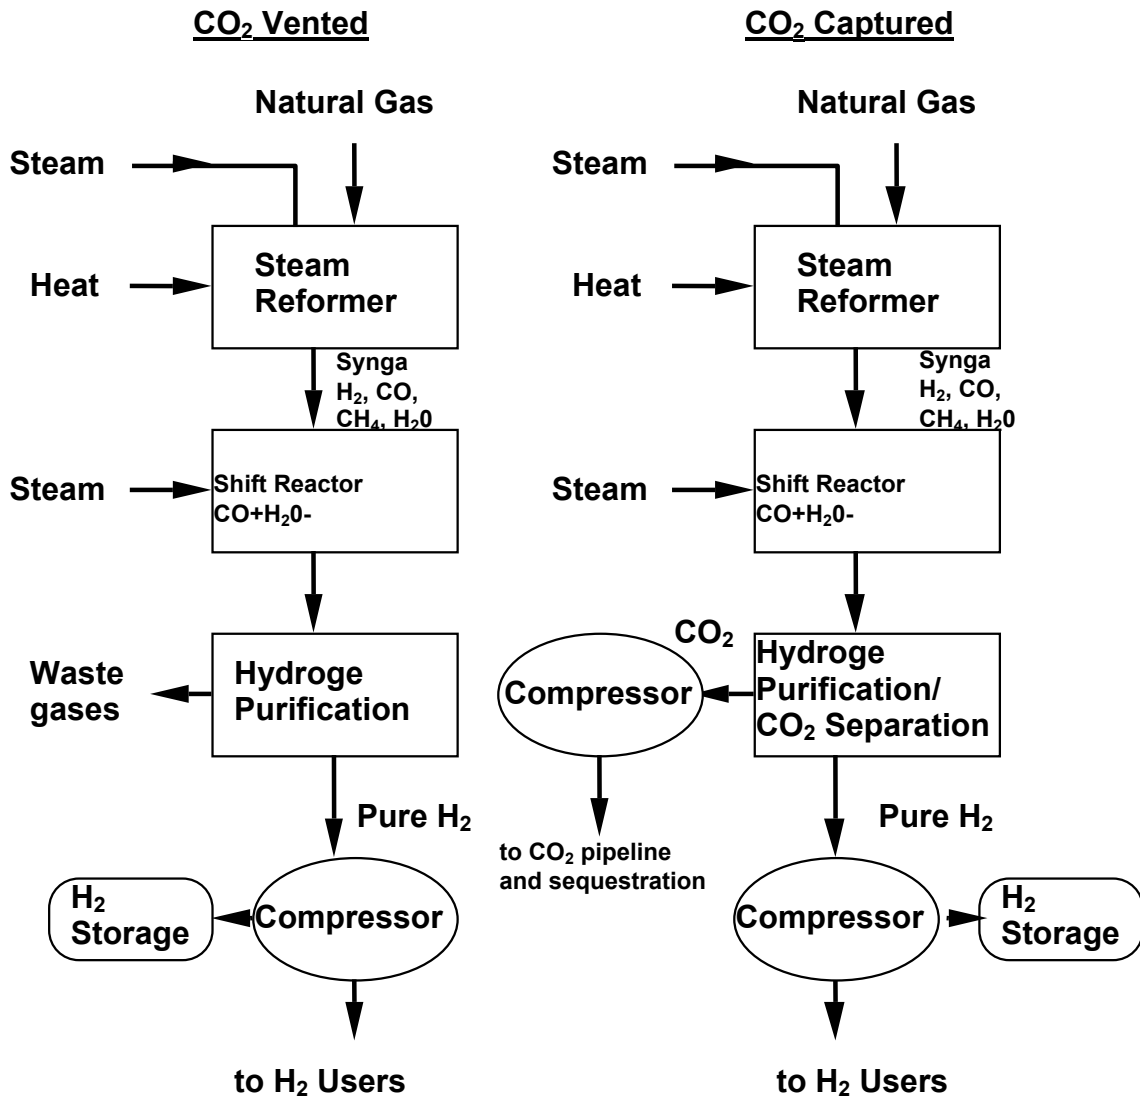 CO2 Vented
Natural Gas
Steam
Heat
Steam
Reformer
Synga
H2, CO,
CH4, H20
Steam
Shift Reactor
CO+H20-
Waste
gases
Hydroge
Purification
Pure H2
H2
Storage
Compressor
to H2 Users
CO2 Captured
Natural Gas
Steam
Heat
Steam
Reformer
Synga
H2, CO,
CH4, H20
Steam
Shift Reactor
CO+H20-
CO2
Compressor
Hydroge
Purification/
CO2 Separation
to CO2 pipeline
and sequestration
Pure H2
Compressor
H2
Storage
to H2 Users